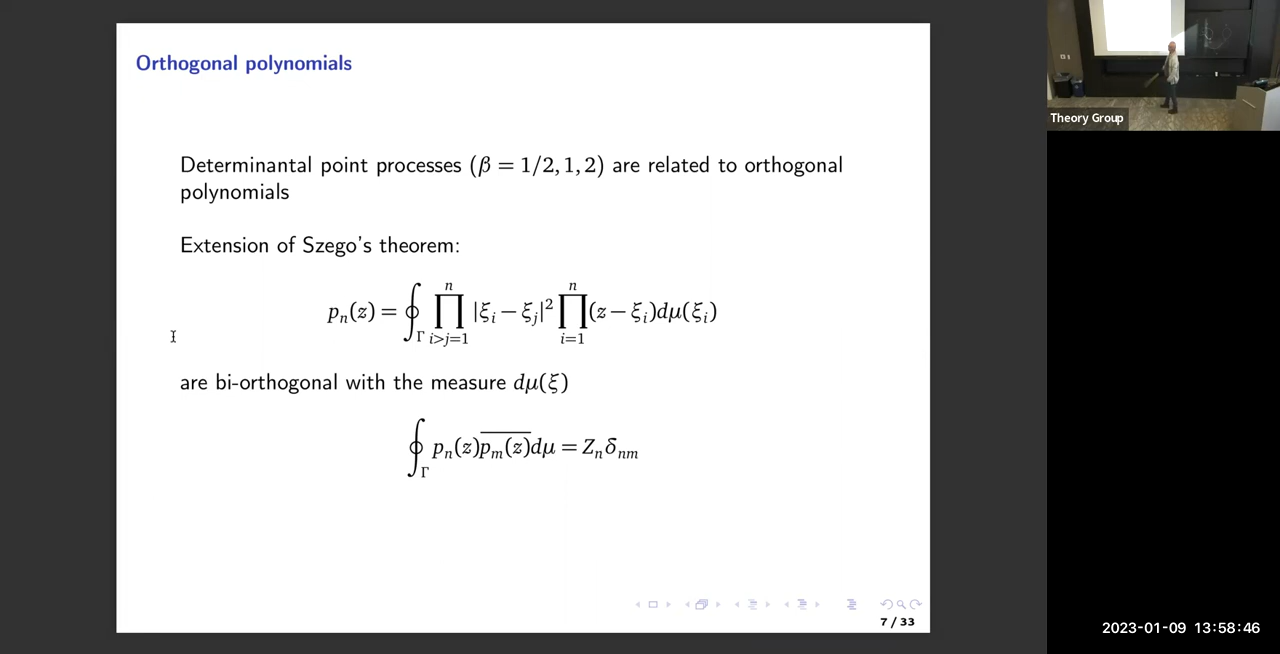 Orthogonal polynomials
Determinantal point processes (β = 1/2, 1, 2) are related to orthogonal
polynomials
Extension of Szego's theorem:
p_n(z) = ∮_Γ ∏_{i>j=1}^n |ξ_i − ξ_j|^2 ∏_{i=1}^n (z − ξ_i)dμ(ξ_i)
are bi-orthogonal with the measure dμ(ξ)
∮_Γ p_n(z)\overline{p_m(z)}dμ = Z_n δ_{nm}
7 / 33
Theory Group
2023-01-09 13:58:46